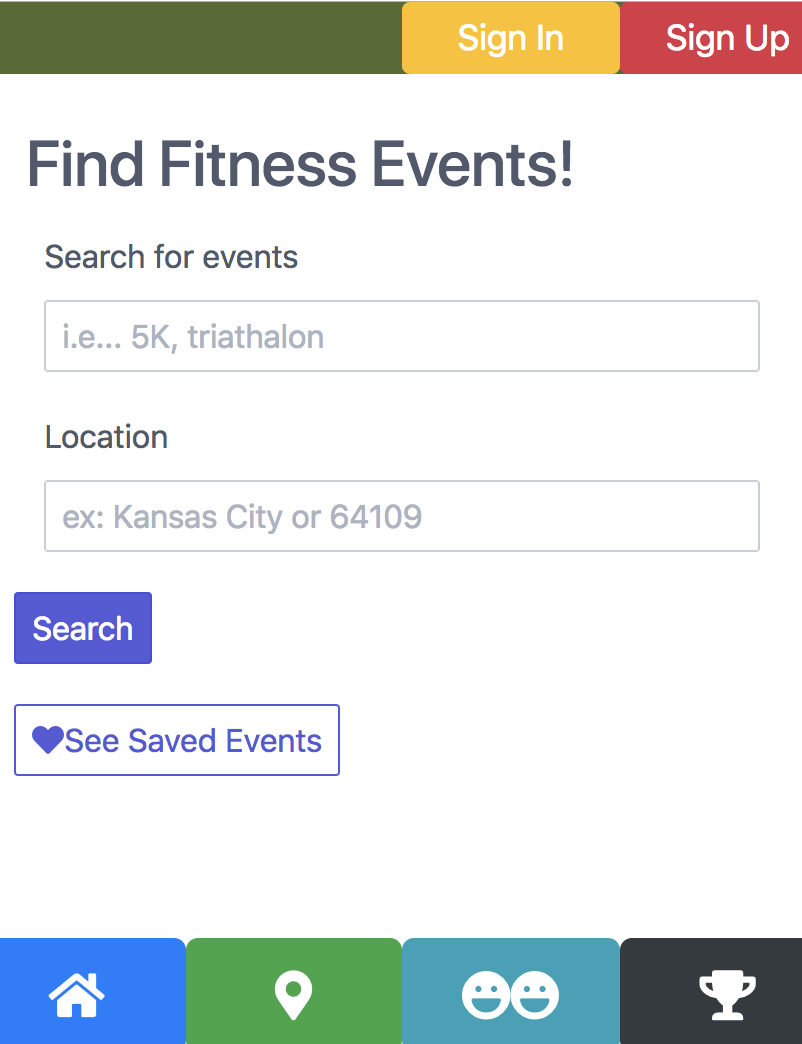 Sign In
Sign Up
Find Fitness Events!
Search for events
i.e... 5K, triathalon
Location
ex: Kansas City or 64109
Search
See Saved Events